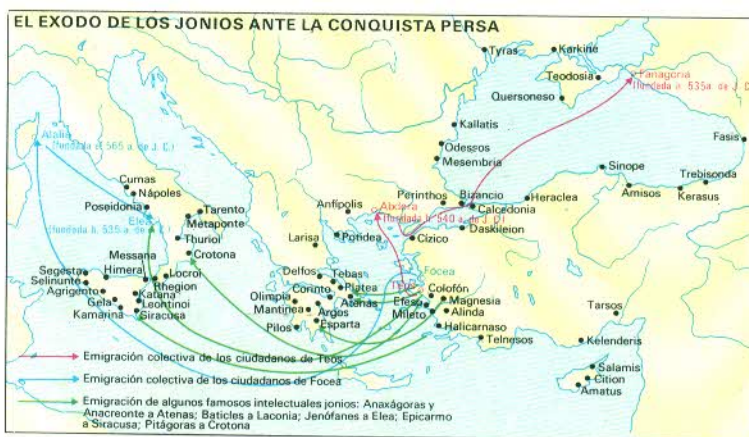 EL EXODO DE LOS JONIOS ANTE LA CONQUISTA PERSA
Tyras
Karkine
Teodosia
Fanagoria
(fundada h. 535 a. de J. C.)
Quersoneso
Kallatis
Odessos
Mesembria
Fasis
Sinope
Trebisonda
Amisos
Kerasus
Heraclea
Perinthos
Bizancio
Calcedonia
Daskileion
Cízico
Alalia
(fundada h. 565 a. de J. C.)
Cumas
Nápoles
Poseidonia
Elea
(fundada h. 535 a. de J. C.)
Tarento
Metaponte
Thurioi
Crotona
Anfípolis
Abdera
(fundada h. 540 a. de J. C.)
Potidea
Larisa
Messana
Segesta
Himera
Locroi
Selinunto
Rhegion
Agrigento
Katana
Gela
Leontinoi
Kamarina
Siracusa
Delfos
Tebas
Platea
Corinto
Olimpia
Atenas
Mantinea
Argos
Pilos
Esparta
Focea
Teos
Colofón
Efeso
Magnesia
Mileto
Alinda
Halicarnaso
Telnesos
Tarsos
Kelenderis
Salamis
Cition
Amatus
Emigración colectiva de los ciudadanos de Teos
Emigración colectiva de los ciudadanos de Focea
Emigración de algunos famosos intelectuales jonios: Anaxágoras y
Anacreonte a Atenas; Baticles a Laconia; Jenófanes a Elea; Epicarmo
a Siracusa; Pitágoras a Crotona